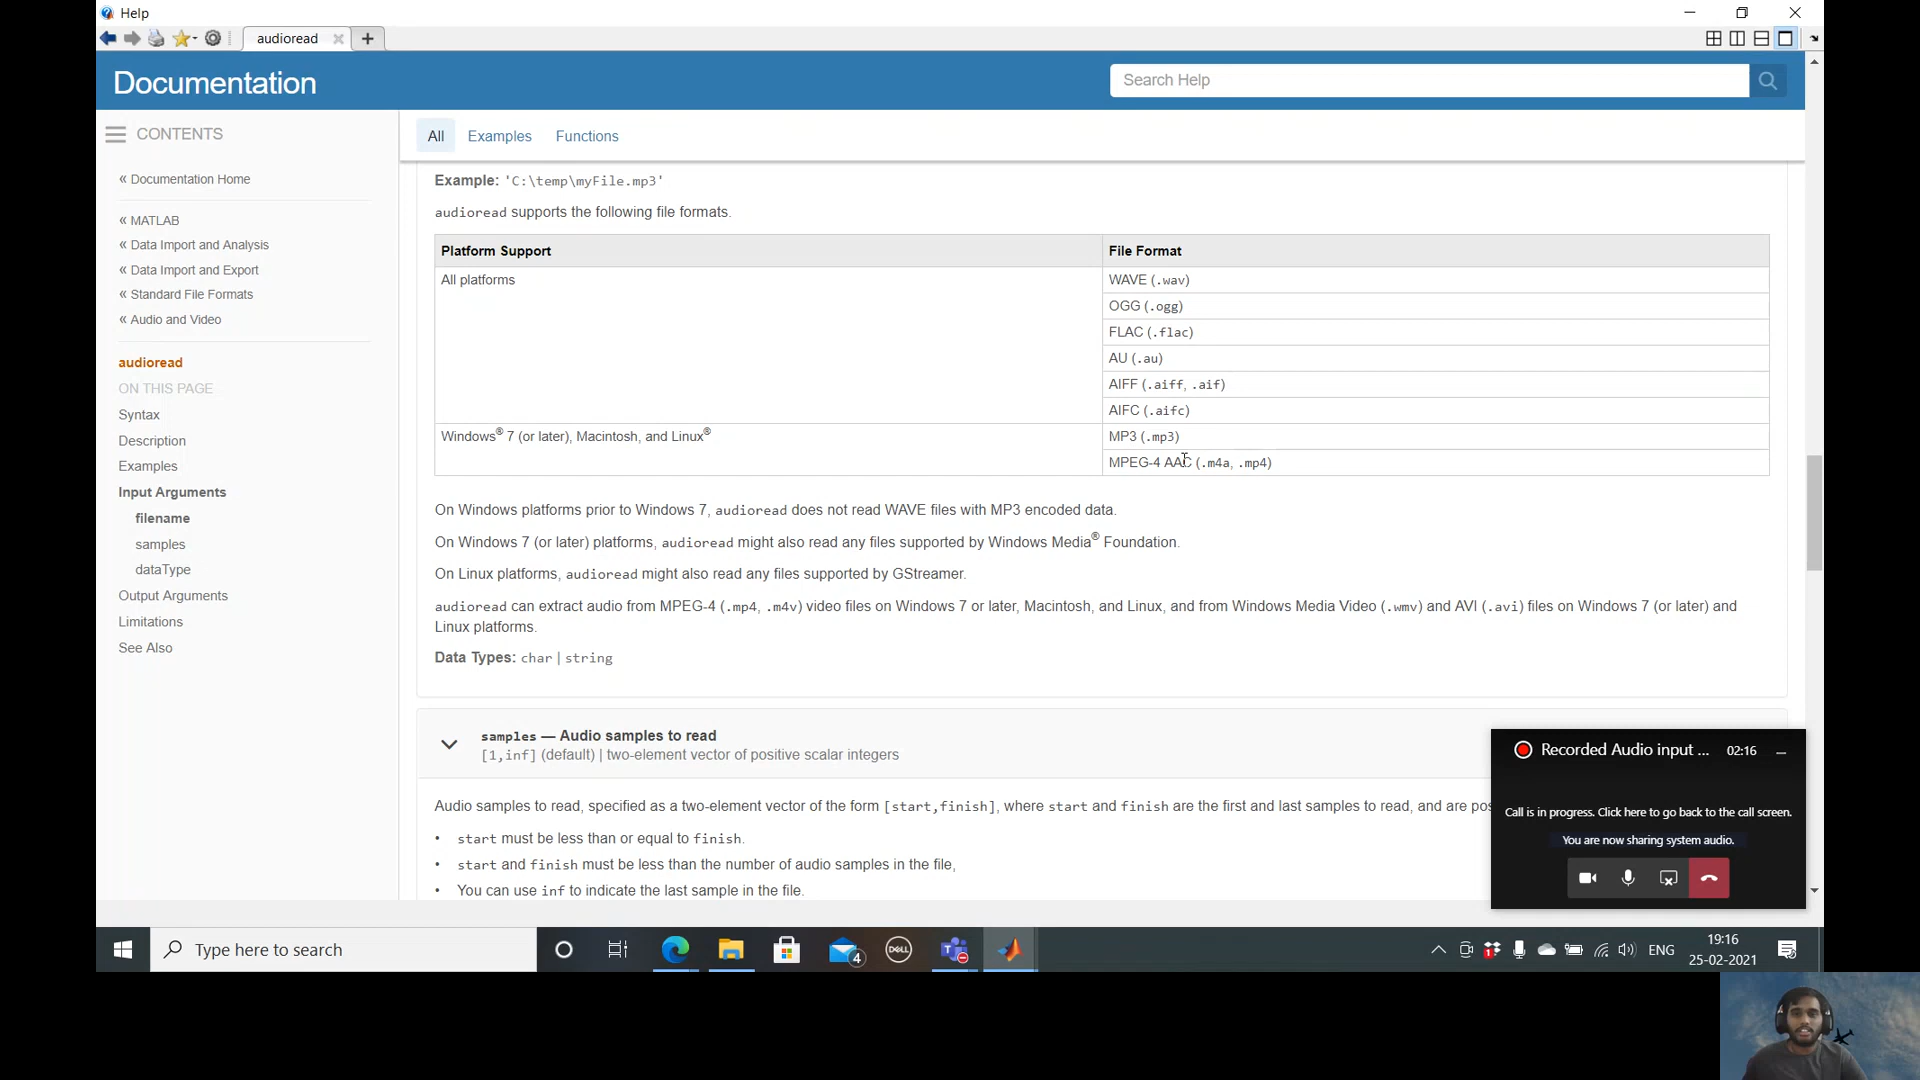 Help
audioread
Documentation
Search Help
CONTENTS
All Examples Functions
« Documentation Home
« MATLAB
« Data Import and Analysis
« Data Import and Export
« Standard File Formats
« Audio and Video
audioread
ON THIS PAGE
Syntax
Description
Examples
Input Arguments
filename
samples
dataType
Output Arguments
Limitations
See Also
Example: 'C:\temp\myFile.mp3'
audioread supports the following file formats.
Platform Support File Format
All platforms WAVE (.wav)
OGG (.ogg)
FLAC (.flac)
AU (.au)
AIFF (.aiff, .aif)
AIFC (.aifc)
Windows® 7 (or later), Macintosh, and Linux® MP3 (.mp3)
MPEG-4 AAC (.m4a, .mp4)
On Windows platforms prior to Windows 7, audioread does not read WAVE files with MP3 encoded data.
On Windows 7 (or later) platforms, audioread might also read any files supported by Windows Media® Foundation.
On Linux platforms, audioread might also read any files supported by GStreamer.
audioread can extract audio from MPEG-4 (.mp4, .m4v) video files on Windows 7 or later, Macintosh, and Linux, and from Windows Media Video (.wmv) and AVI (.avi) files on Windows 7 (or later) and
Linux platforms.
Data Types: char | string
samples — Audio samples to read
[1,inf] (default) | two-element vector of positive scalar integers
Audio samples to read, specified as a two-element vector of the form [start,finish], where start and finish are the first and last samples to read, and are pos
• start must be less than or equal to finish.
• start and finish must be less than the number of audio samples in the file,
• You can use inf to indicate the last sample in the file.
Recorded Audio input ... 02:16
Call is in progress. Click here to go back to the call screen.
You are now sharing system audio.
Type here to search
4
DELL
ENG
19:16
25-02-2021